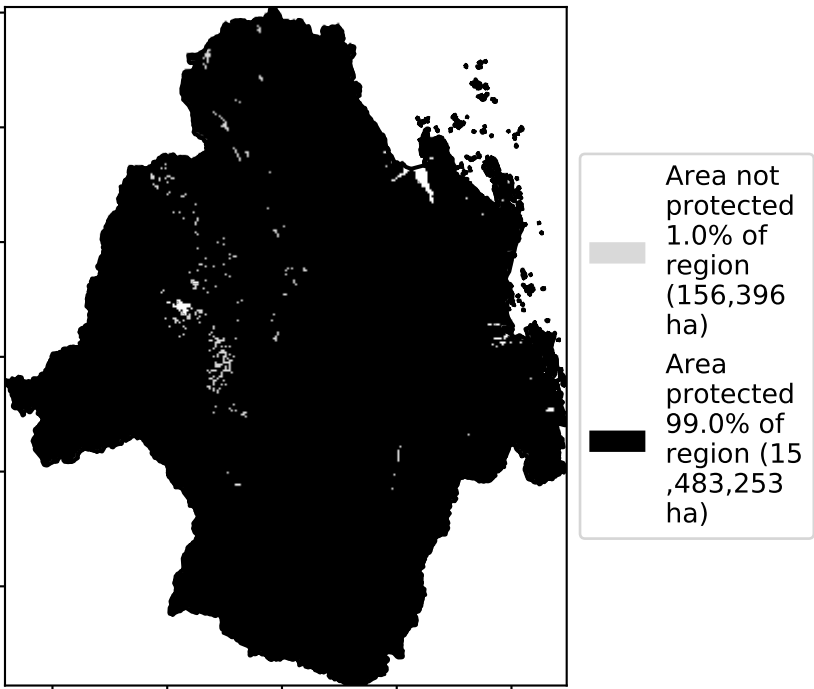 Area not
protected
1.0% of
region
(156,396
ha)
Area
protected
99.0% of
region (15
,483,253
ha)